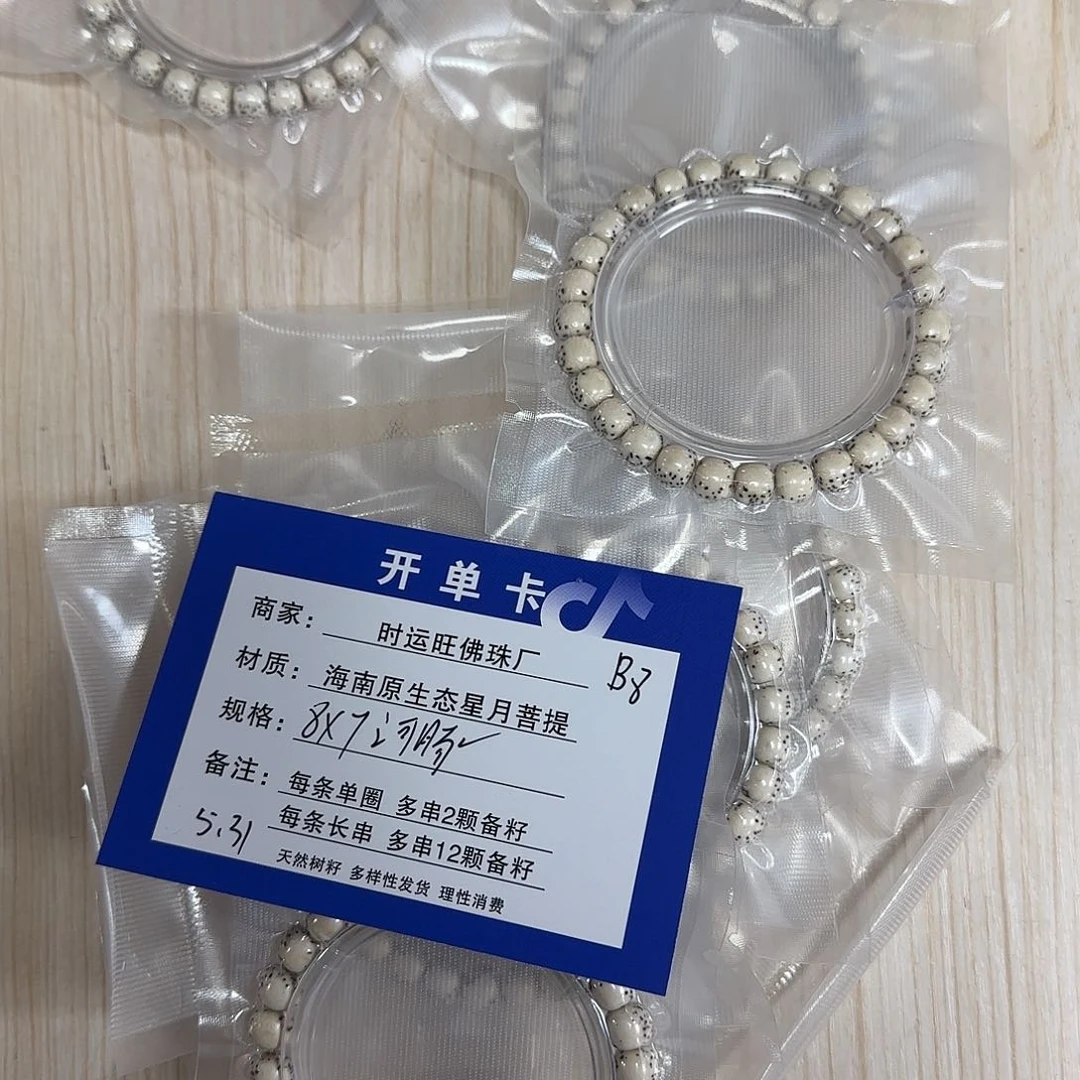 开单卡
商家： 时运旺佛珠厂
B8
材质： 海南原生态星月菩提
规格： 8X7
备注： 每条单圈 多串2颗备籽
每条长串 多串12颗备籽
5.31
天然树籽 多样性发货 理性消费